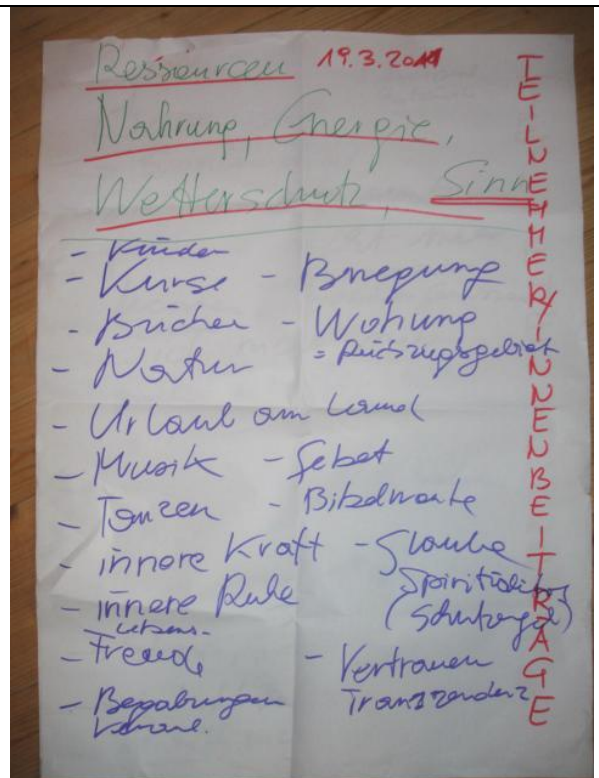 Ressourcen 19.3.2011
Nahrung, Energie,
Wetterschutz, Sinn
- Kinder
- Kurse - Bewegung
- Bücher - Wohnung
- Natur = Rückzugsgebiet
- Urlaub am Land
- Musik - Gebet
- Tanzen - Bibelworte
- innere Kraft - Glaube
- innere Ruhe Spiritualität
(Schutzengel)
Lebens-
- Freude - Vertrauen
Transzendenz
- Begabungen
TEILNEHMER/INNENBEITRÄGE